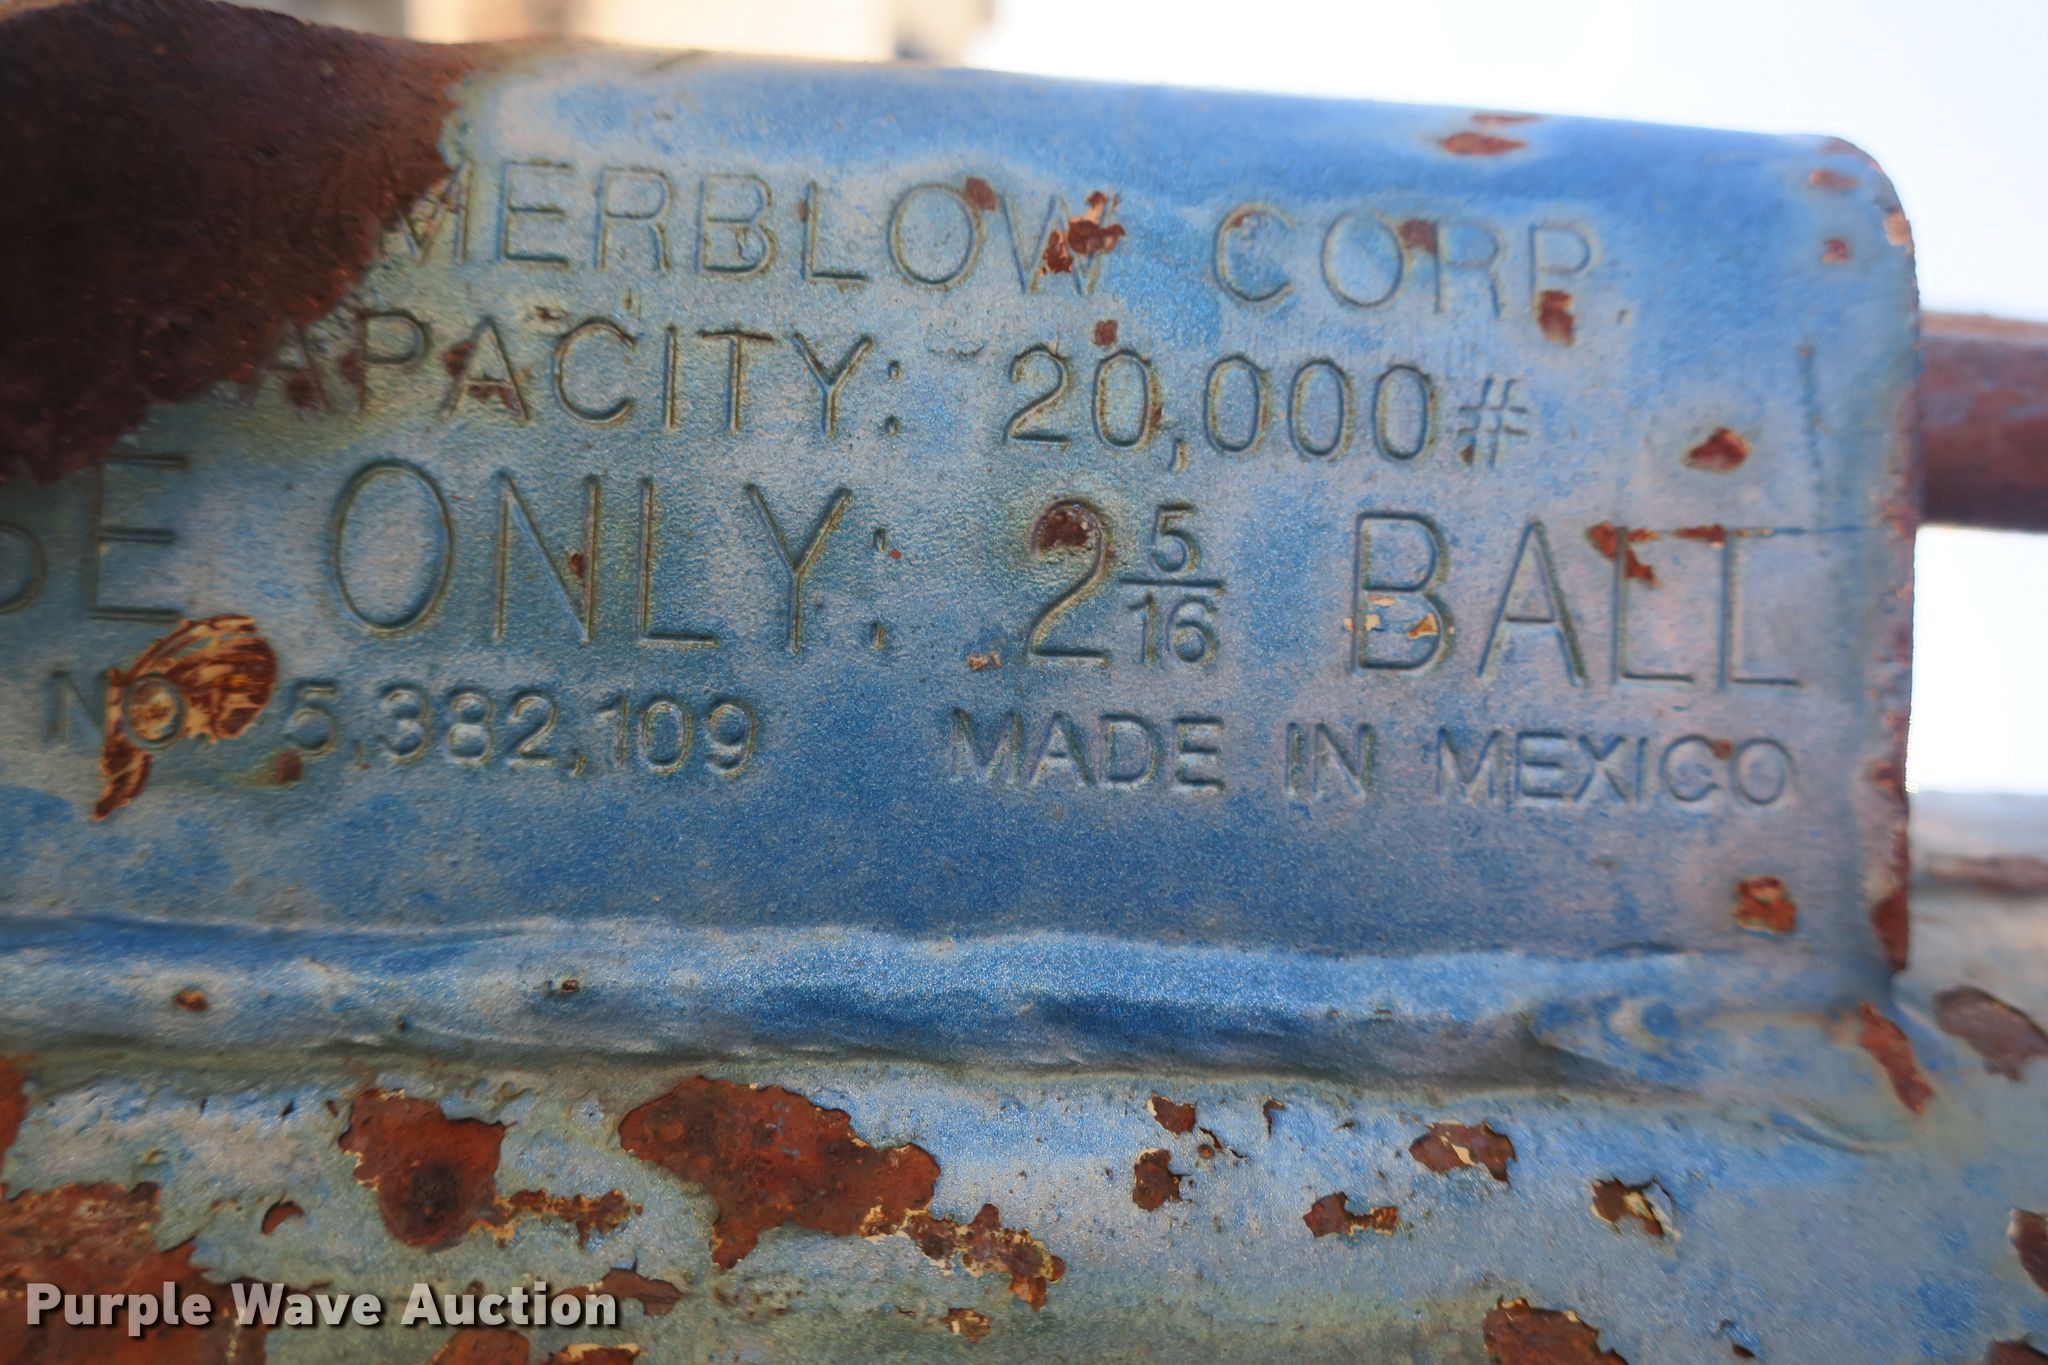 MERBLOW CORP.
CAPACITY: 20,000#
ONLY: 2 5/16 BALL
NO. 5,382,109 MADE IN MEXICO
Purple Wave Auction